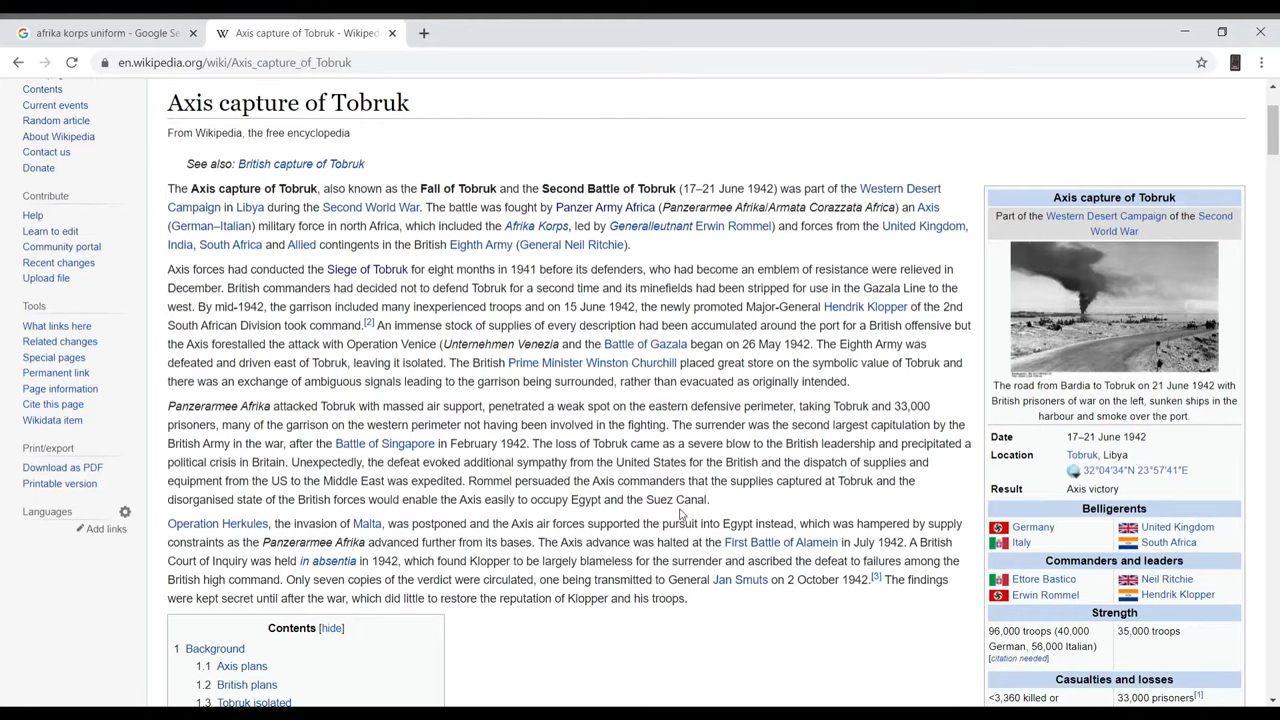 afrika korps uniform - Google Se
Axis capture of Tobruk - Wikiped
en.wikipedia.org/wiki/Axis_capture_of_Tobruk
Contents
Current events
Random article
About Wikipedia
Contact us
Donate
Contribute
Help
Learn to edit
Community portal
Recent changes
Upload file
Tools
What links here
Related changes
Special pages
Permanent link
Page information
Cite this page
Wikidata item
Print/export
Download as PDF
Printable version
Languages
Add links
Axis capture of Tobruk
From Wikipedia, the free encyclopedia
See also: British capture of Tobruk
The Axis capture of Tobruk, also known as the Fall of Tobruk and the Second Battle of Tobruk (17–21 June 1942) was part of the Western Desert
Campaign in Libya during the Second World War. The battle was fought by Panzer Army Africa (Panzerarmee Afrika/Armata Corazzata Africa) an Axis
(German–Italian) military force in north Africa, which included the Afrika Korps, led by Generalleutnant Erwin Rommel) and forces from the United Kingdom,
India, South Africa and Allied contingents in the British Eighth Army (General Neil Ritchie).
Axis forces had conducted the Siege of Tobruk for eight months in 1941 before its defenders, who had become an emblem of resistance were relieved in
December. British commanders had decided not to defend Tobruk for a second time and its minefields had been stripped for use in the Gazala Line to the
west. By mid-1942, the garrison included many inexperienced troops and on 15 June 1942, the newly promoted Major-General Hendrik Klopper of the 2nd
South African Division took command.[2] An immense stock of supplies of every description had been accumulated around the port for a British offensive but
the Axis forestalled the attack with Operation Venice (Unternehmen Venezia and the Battle of Gazala began on 26 May 1942. The Eighth Army was
defeated and driven east of Tobruk, leaving it isolated. The British Prime Minister Winston Churchill placed great store on the symbolic value of Tobruk and
there was an exchange of ambiguous signals leading to the garrison being surrounded, rather than evacuated as originally intended.
Panzerarmee Afrika attacked Tobruk with massed air support, penetrated a weak spot on the eastern defensive perimeter, taking Tobruk and 33,000
prisoners, many of the garrison on the western perimeter not having been involved in the fighting. The surrender was the second largest capitulation by the
British Army in the war, after the Battle of Singapore in February 1942. The loss of Tobruk came as a severe blow to the British leadership and precipitated a
political crisis in Britain. Unexpectedly, the defeat evoked additional sympathy from the United States for the British and the dispatch of supplies and
equipment from the US to the Middle East was expedited. Rommel persuaded the Axis commanders that the supplies captured at Tobruk and the
disorganised state of the British forces would enable the Axis easily to occupy Egypt and the Suez Canal.
Operation Herkules, the invasion of Malta, was postponed and the Axis air forces supported the pursuit into Egypt instead, which was hampered by supply
constraints as the Panzerarmee Afrika advanced further from its bases. The Axis advance was halted at the First Battle of Alamein in July 1942. A British
Court of Inquiry was held in absentia in 1942, which found Klopper to be largely blameless for the surrender and ascribed the defeat to failures among the
British high command. Only seven copies of the verdict were circulated, one being transmitted to General Jan Smuts on 2 October 1942.[3] The findings
were kept secret until after the war, which did little to restore the reputation of Klopper and his troops.
Contents [hide]
1 Background
1.1 Axis plans
1.2 British plans
1.3 Tobruk isolated
Axis capture of Tobruk
Part of the Western Desert Campaign of the Second
World War
The road from Bardia to Tobruk on 21 June 1942 with
British prisoners of war on the left, sunken ships in the
harbour and smoke over the port.
Date 17–21 June 1942
Location Tobruk, Libya
32°04′34″N 23°57′41″E
Result Axis victory
Belligerents
Germany United Kingdom
Italy South Africa
Commanders and leaders
Ettore Bastico Neil Ritchie
Erwin Rommel Hendrik Klopper
Strength
96,000 troops (40,000 35,000 troops
German, 56,000 Italian)
[citation needed]
Casualties and losses
<3,360 killed or 33,000 prisoners[1]